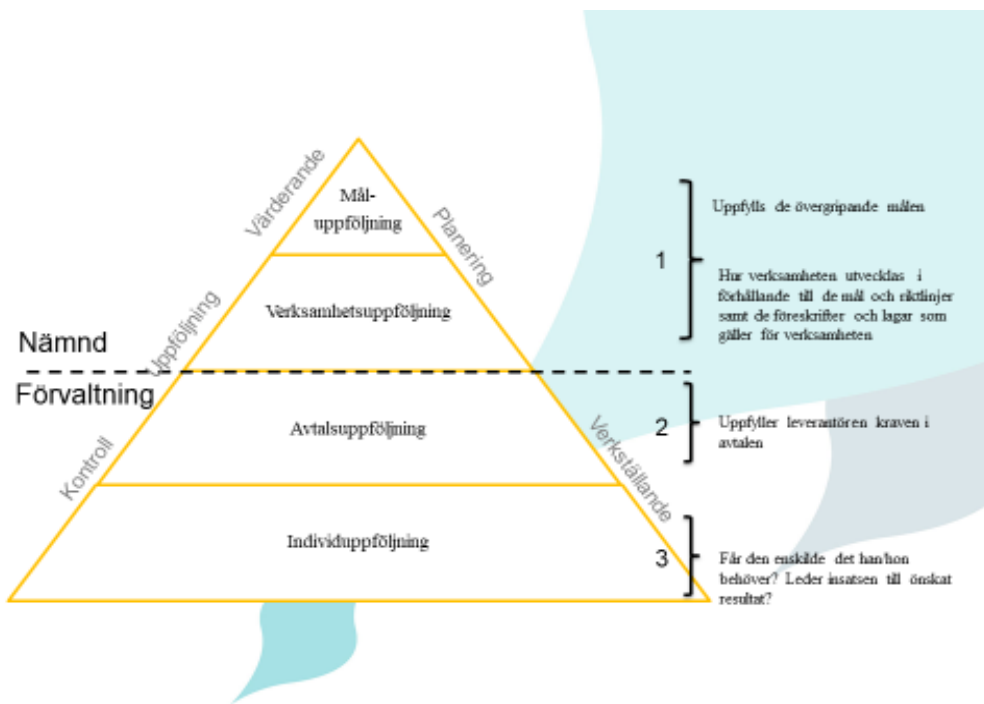 Värderande
Mål-
uppföljning
Planering
1
Uppfylls de övergripande målen
Hur verksamheten utvecklas i
förhållande till de mål och riktlinjer
samt de föreskrifter och lagar som
gäller för verksamheten
Uppföljning
Verksamhetsuppföljning
Nämnd
Förvaltning
Kontroll
Avtalsuppföljning
Verkställande
2
Uppfyller leverantören kraven i
avtalen
Individuppföljning
3
Får den enskilde det han/hon
behöver? Leder insatsen till önskat
resultat?